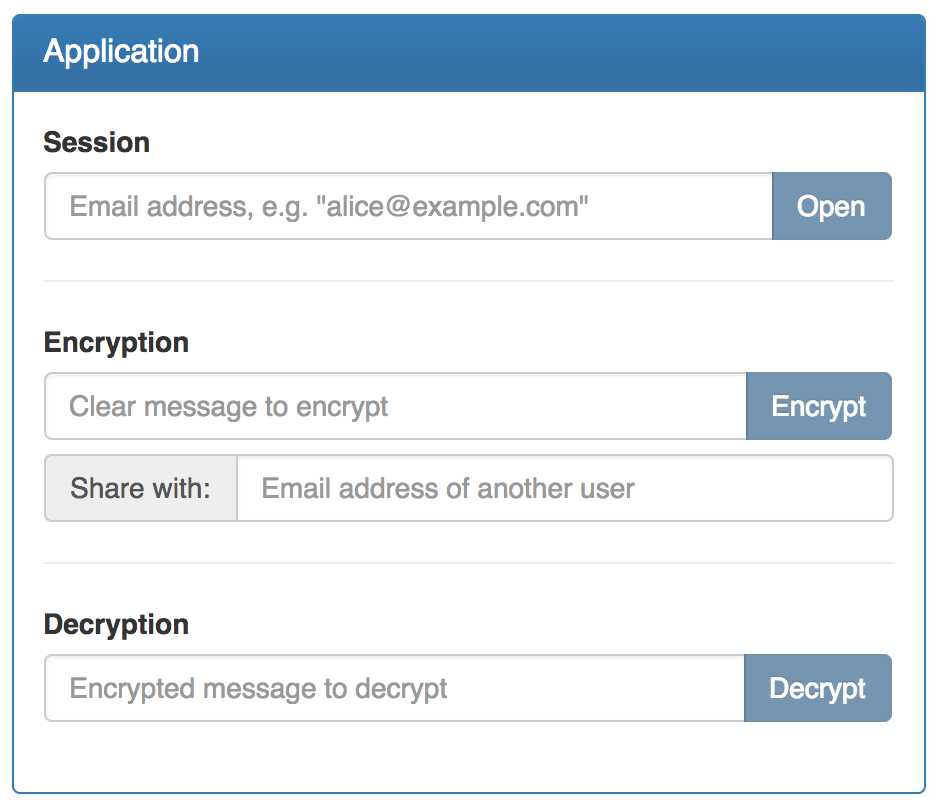 Application
Session
Email address, e.g. "alice@example.com" Open
Encryption
Clear message to encrypt Encrypt
Share with: Email address of another user
Decryption
Encrypted message to decrypt Decrypt